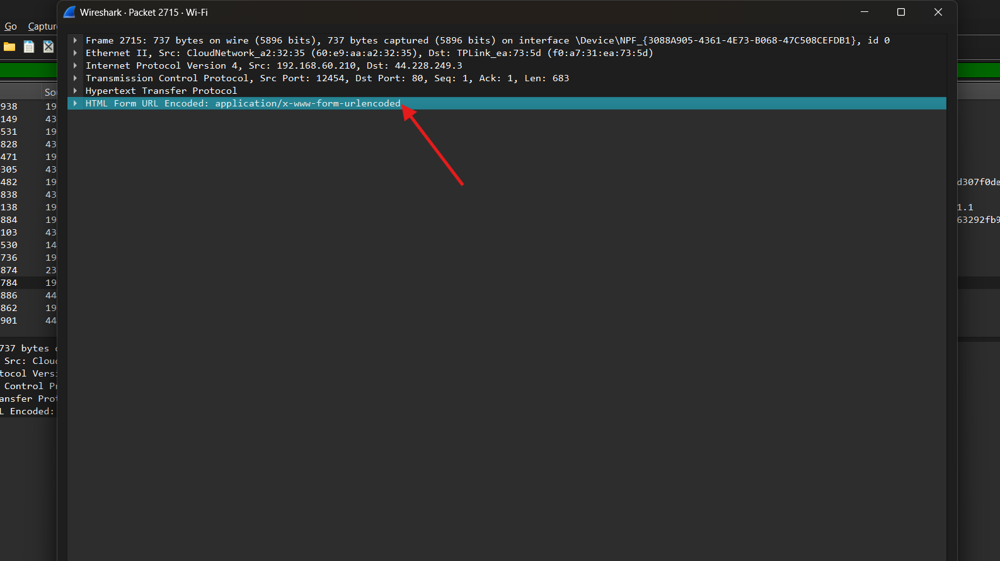 Wireshark · Packet 2715 · Wi-Fi
Go Captur
Frame 2715: 737 bytes on wire (5896 bits), 737 bytes captured (5896 bits) on interface \Device\NPF_{3088A905-4361-4E73-B068-47C508CEFDB1}, id 0
Ethernet II, Src: CloudNetwork_a2:32:35 (60:e9:aa:a2:32:35), Dst: TPLink_ea:73:5d (f0:a7:31:ea:73:5d)
Internet Protocol Version 4, Src: 192.168.60.210, Dst: 44.228.249.3
Transmission Control Protocol, Src Port: 12454, Dst Port: 80, Seq: 1, Ack: 1, Len: 683
Hypertext Transfer Protocol
HTML Form URL Encoded: application/x-www-form-urlencoded
Sou
938 19
149 43
531 19
828 43
471 19
305 43
482 19 d307f0de
838 43
138 19 1.1
884 19 63292fb9
103 43
530 14
736 19
874 23
784 19
886 44
862 19
901 44
737 bytes
Src: Clou
tocol Versi
Control Pr
ansfer Prot
L Encoded: